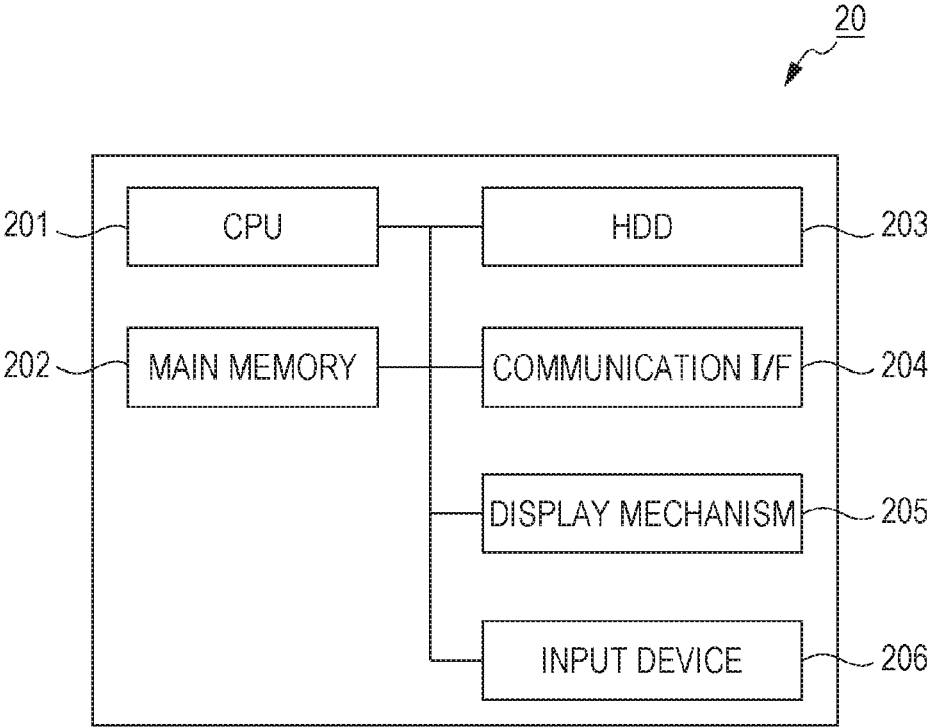 20
201
CPU
HDD
203
202
MAIN MEMORY
COMMUNICATION I/F
204
DISPLAY MECHANISM
205
INPUT DEVICE
206